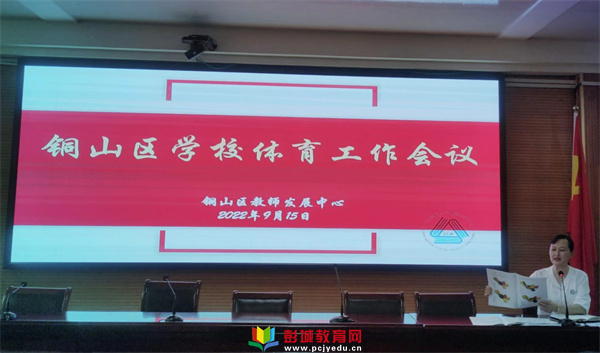 铜山区学校体育工作会议
铜山区教师发展中心
2022年9月15日
彭城教育网
www.pcjyedu.cn